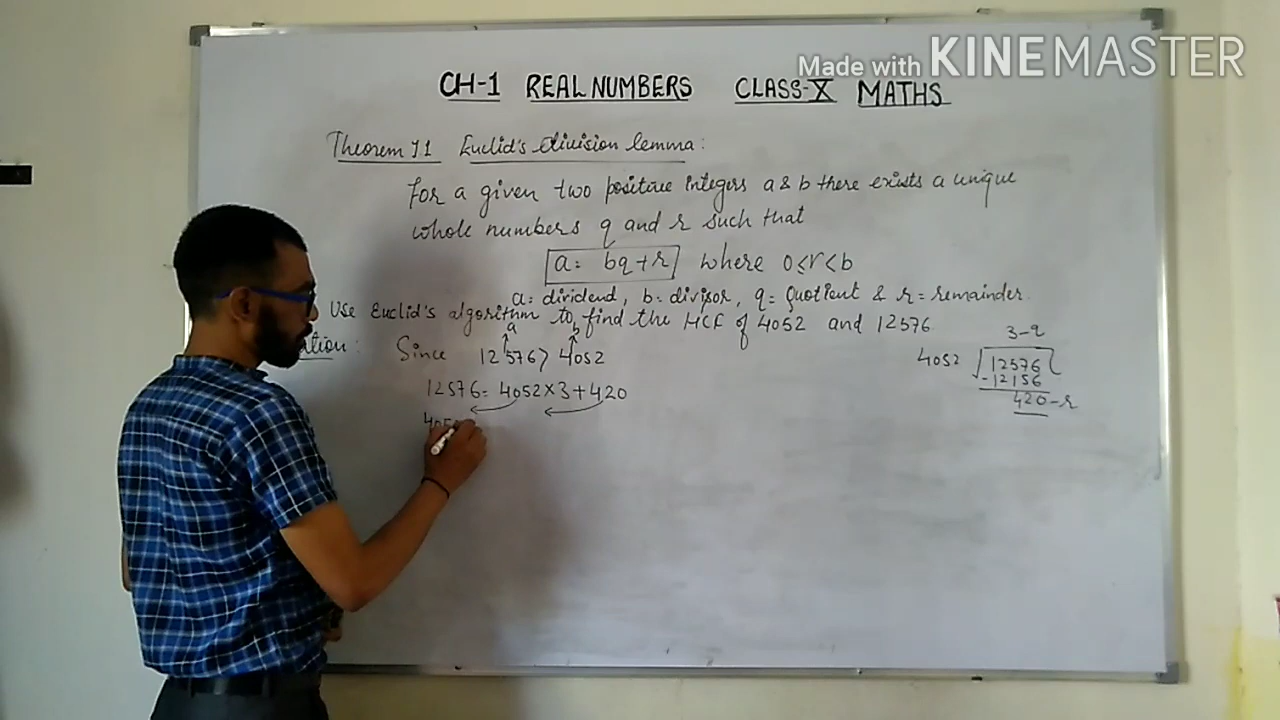 Made with KINEMASTER
CH-1 REAL NUMBERS CLASS-X MATHS
Theorem 1.1 Euclid's division lemma:
For a given two positive integers a & b there exists a unique
whole numbers q and r such that
a = bq + r where 0 ≤ r < b
a = dividend, b = divisor, q = Quotient & r = remainder.
Use Euclid's algorithm to find the HCF of 4052 and 12576
a b
Since 12576 > 4052
12576 = 4052 × 3 + 420
405
3-q
4052 12576
-12156
420-r